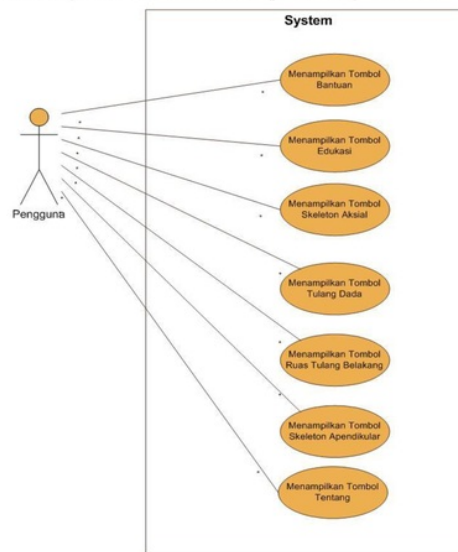 System
Menampilkan Tombol
Bantuan
Menampilkan Tombol
Edukasi
Menampilkan Tombol
Skeleton Aksial
Pengguna
Menampilkan Tombol
Tulang Dada
Menampilkan Tombol
Ruas Tulang Belakang
Menampilkan Tombol
Skeleton Apendikular
Menampilkan Tombol
Tentang